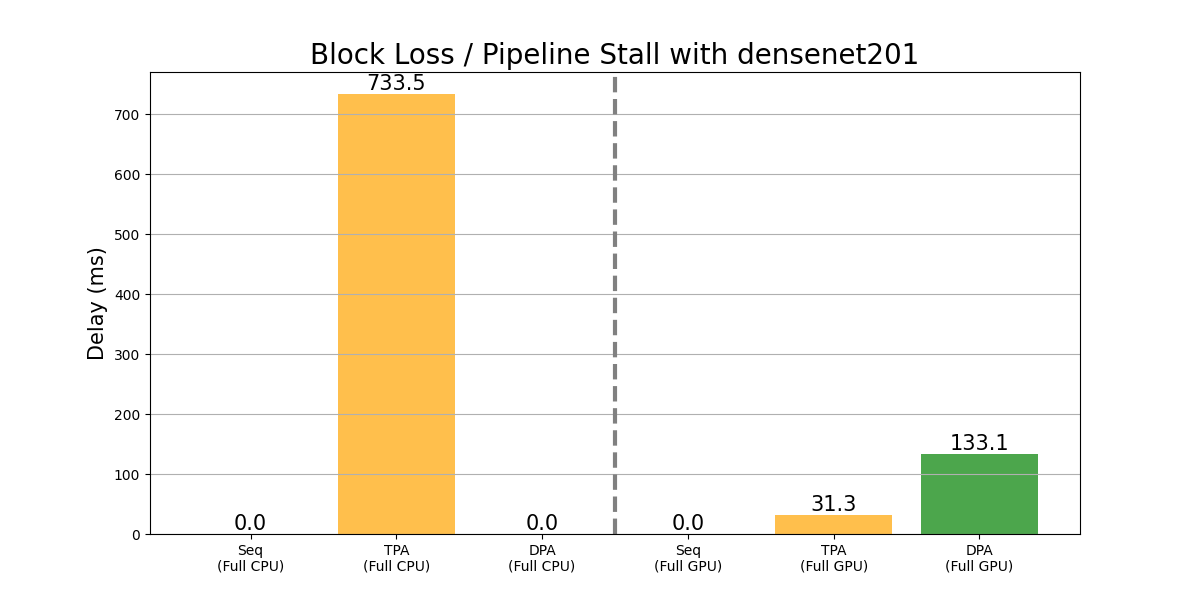 Block Loss / Pipeline Stall with densenet201
Delay (ms)
700
600
500
400
300
200
100
0
0.0
733.5
0.0
0.0
31.3
133.1
Seq
(Full CPU)
TPA
(Full CPU)
DPA
(Full CPU)
Seq
(Full GPU)
TPA
(Full GPU)
DPA
(Full GPU)